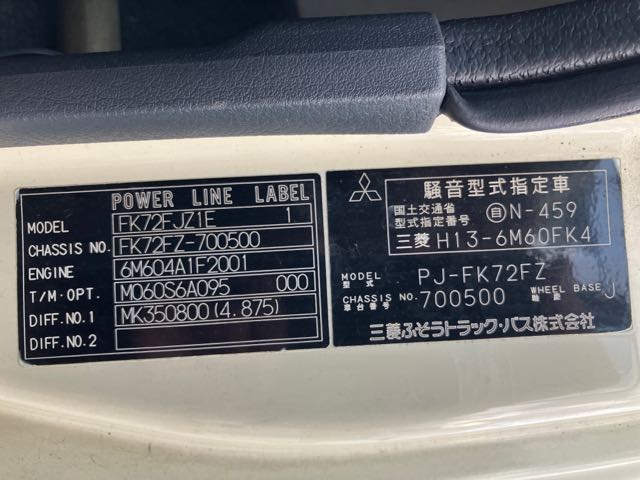 POWER LINE LABEL
MODEL FK72FJZ1E 1
CHASSIS NO. FK72FZ-700500
ENGINE 6M604A1F2001
T/M·OPT. M060S6A095 000
DIFF.NO.1 MK350800(4.875)
DIFF.NO.2
騒音型式指定車
国土交通省
型式指定番号 自N-459
三菱 H13-6M60FK4
MODEL
型式 PJ-FK72FZ
CHASSIS NO. 700500 WHEEL BASE J
車台番号 軸距
三菱ふそうトラック・バス株式会社